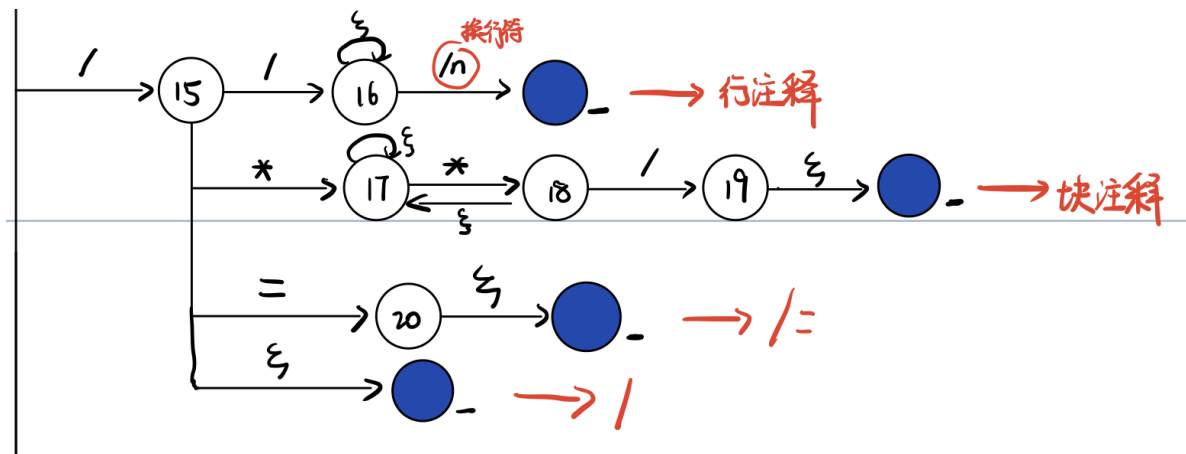 换行符
/ 15 / 16 ξ /n _ 行注释
* 17 ξ * ξ 18 / 19 ξ _ 块注释
= 20 ξ _ /=
ξ _ /